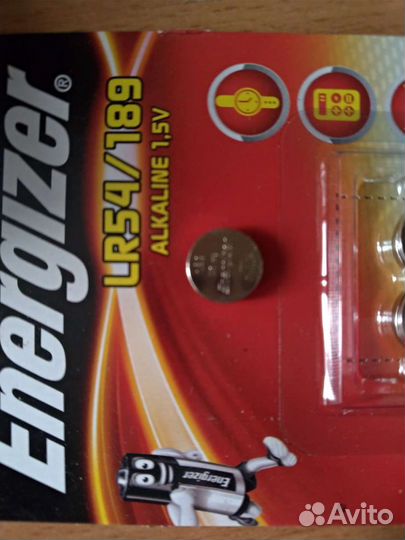 Energizer®
LR54/189
ALKALINE 1,5V
Energizer
Avito